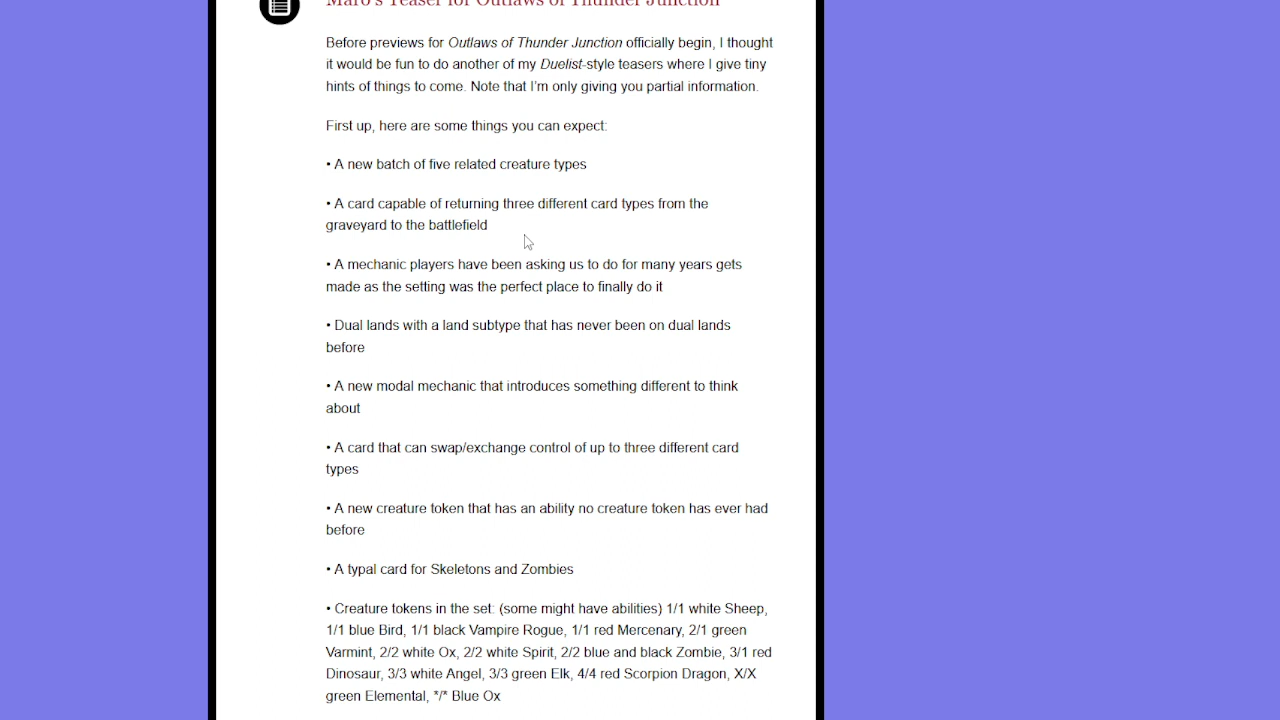 Maro's Teaser for Outlaws of Thunder Junction
Before previews for Outlaws of Thunder Junction officially begin, I thought
it would be fun to do another of my Duelist-style teasers where I give tiny
hints of things to come. Note that I'm only giving you partial information.
First up, here are some things you can expect:
• A new batch of five related creature types
• A card capable of returning three different card types from the
graveyard to the battlefield
• A mechanic players have been asking us to do for many years gets
made as the setting was the perfect place to finally do it
• Dual lands with a land subtype that has never been on dual lands
before
• A new modal mechanic that introduces something different to think
about
• A card that can swap/exchange control of up to three different card
types
• A new creature token that has an ability no creature token has ever had
before
• A typal card for Skeletons and Zombies
• Creature tokens in the set: (some might have abilities) 1/1 white Sheep,
1/1 blue Bird, 1/1 black Vampire Rogue, 1/1 red Mercenary, 2/1 green
Varmint, 2/2 white Ox, 2/2 white Spirit, 2/2 blue and black Zombie, 3/1 red
Dinosaur, 3/3 white Angel, 3/3 green Elk, 4/4 red Scorpion Dragon, X/X
green Elemental, */* Blue Ox